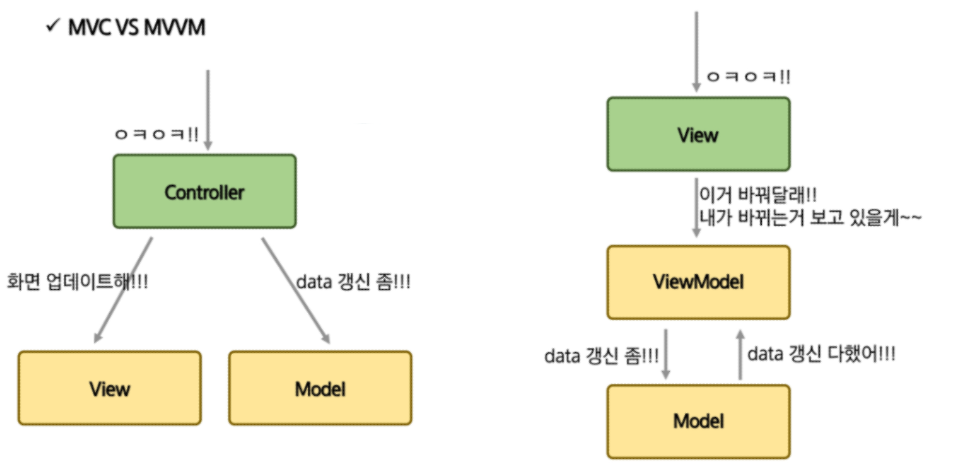 ✓ MVC VS MVVM
ㅇㅋㅇㅋ!!
Controller
화면 업데이트해!!!
data 갱신 좀!!!
View
Model
ㅇㅋㅇㅋ!!
View
이거 바꿔달래!!
내가 바뀌는거 보고 있을게~~
ViewModel
data 갱신 좀!!!
data 갱신 다했어!!!
Model